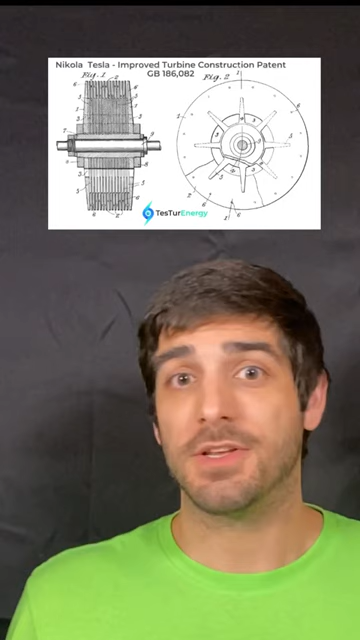 Nikola Tesla - Improved Turbine Construction Patent
GB 186,082
Fig. 1
Fig. 2
TesTurEnergy